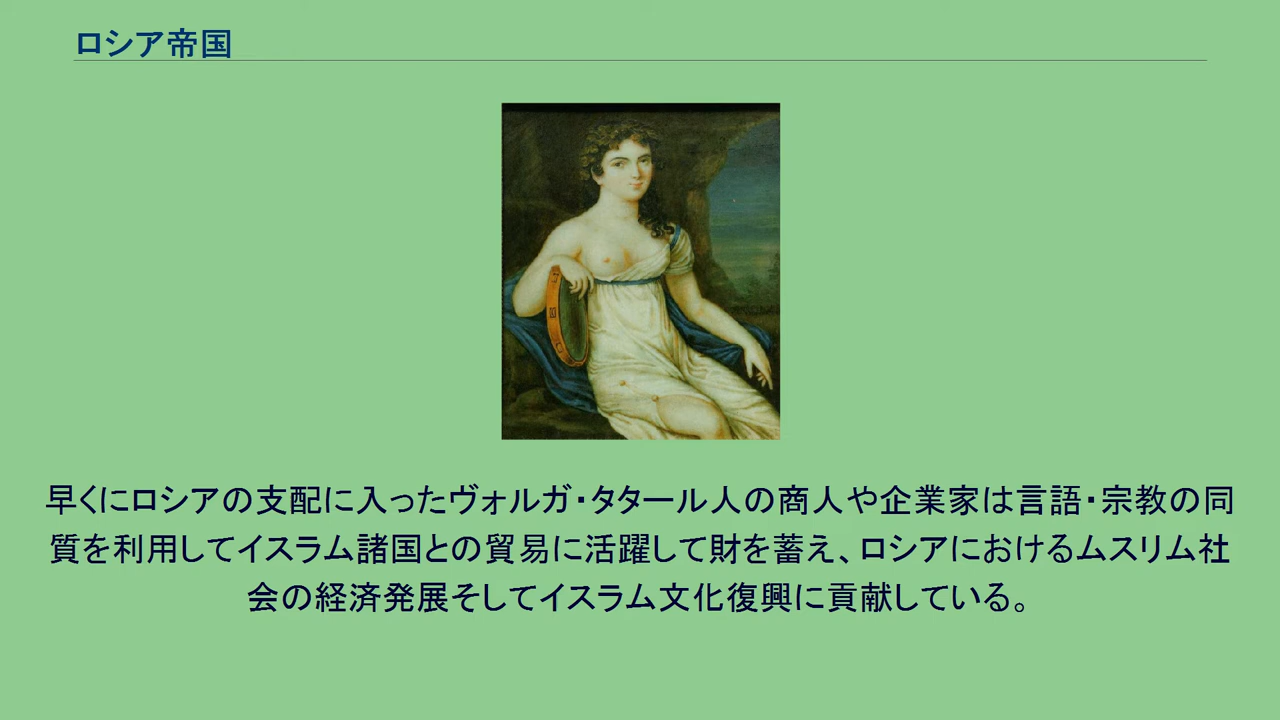 ロシア帝国
早くにロシアの支配に入ったヴォルガ・タタール人の商人や企業家は言語・宗教の同
質を利用してイスラム諸国との貿易に活躍して財を蓄え、ロシアにおけるムスリム社
会の経済発展そしてイスラム文化復興に貢献している。